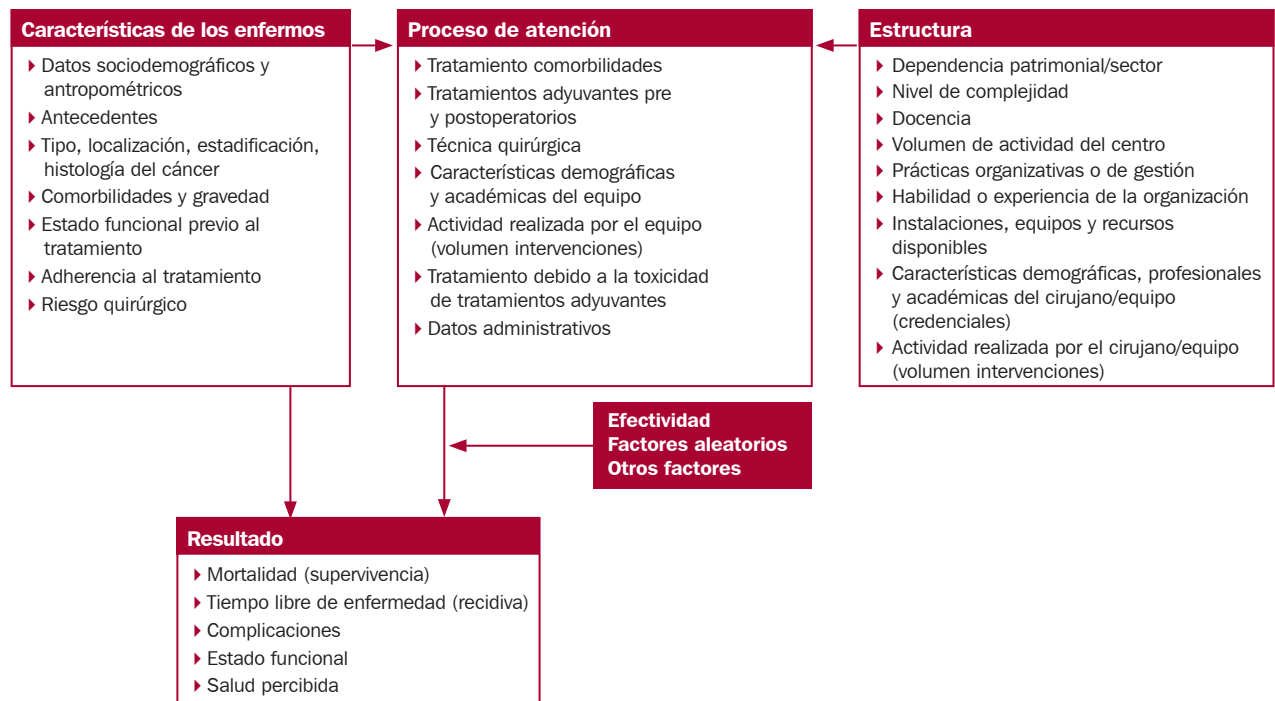 Características de los enfermos
Datos sociodemográficos y
antropométricos
Antecedentes
Tipo, localización, estadificación,
histología del cáncer
Comorbilidades y gravedad
Estado funcional previo al
tratamiento
Adherencia al tratamiento
Riesgo quirúrgico
Proceso de atención
Tratamiento comorbilidades
Tratamientos adyuvantes pre
y postoperatorios
Técnica quirúrgica
Características demográficas
y académicas del equipo
Actividad realizada por el equipo
(volumen intervenciones)
Tratamiento debido a la toxicidad
de tratamientos adyuvantes
Datos administrativos
Estructura
Dependencia patrimonial/sector
Nivel de complejidad
Docencia
Volumen de actividad del centro
Prácticas organizativas o de gestión
Habilidad o experiencia de la organización
Instalaciones, equipos y recursos
disponibles
Características demográficas, profesionales
y académicas del cirujano/equipo
(credenciales)
Actividad realizada por el cirujano/equipo
(volumen intervenciones)
Efectividad
Factores aleatorios
Otros factores
Resultado
Mortalidad (supervivencia)
Tiempo libre de enfermedad (recidiva)
Complicaciones
Estado funcional
Salud percibida